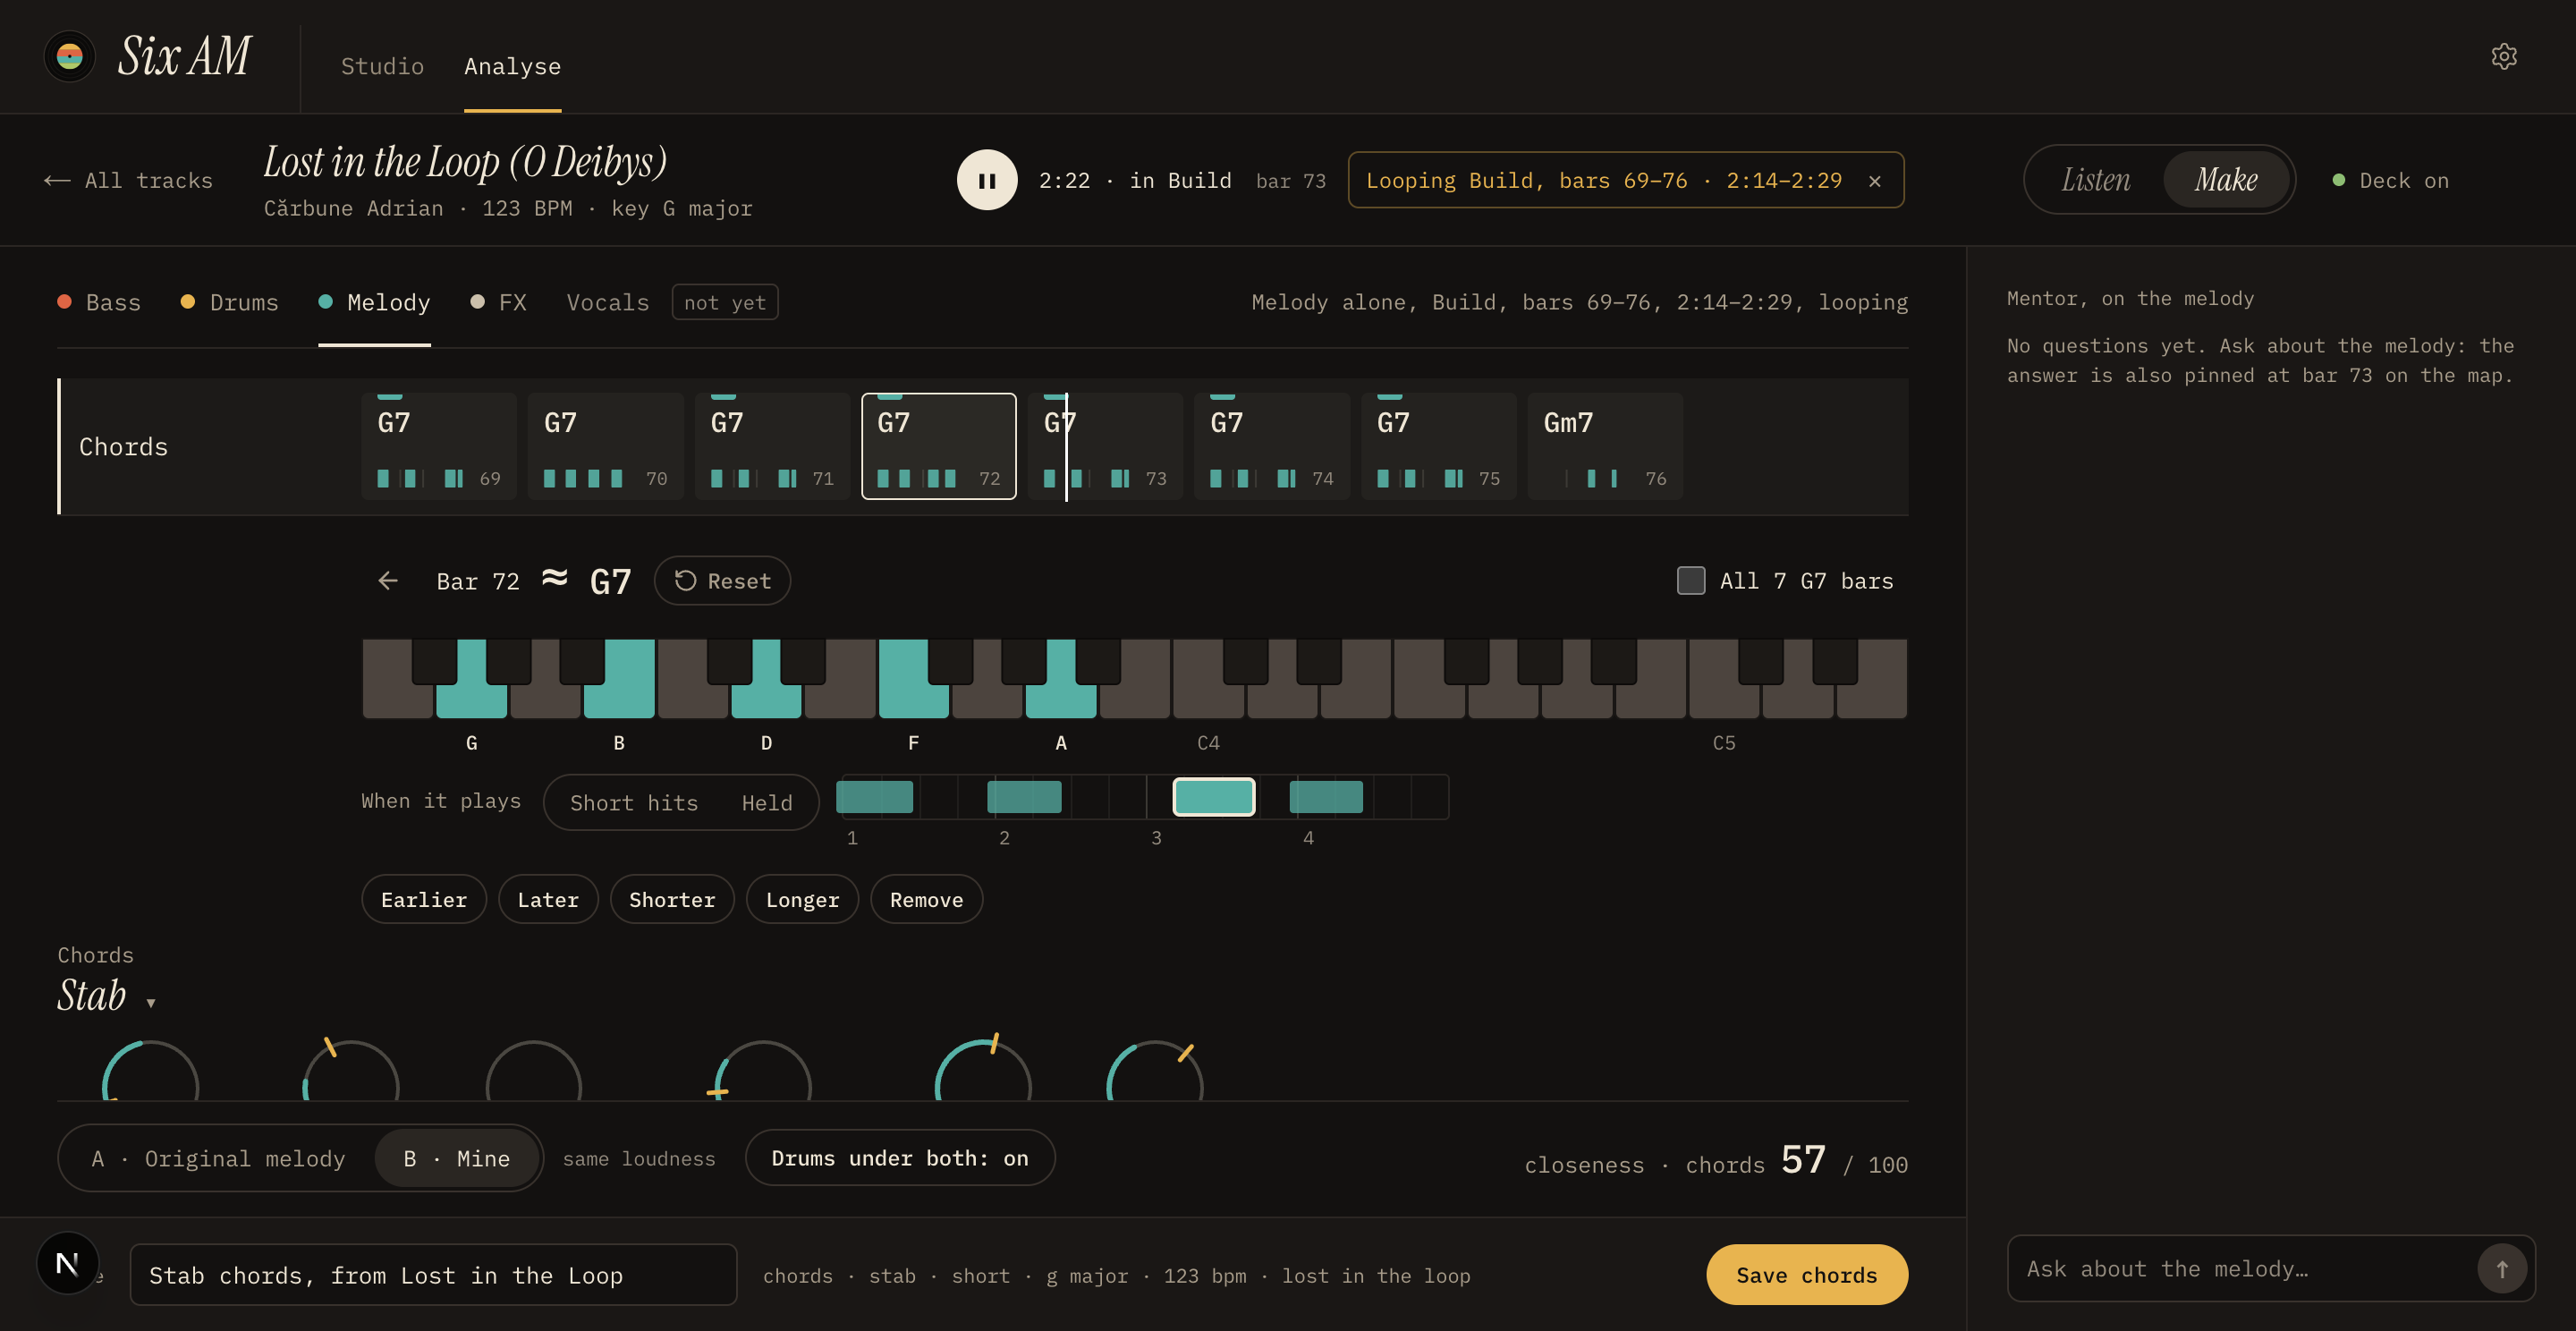 Six AM
Studio
Analyse
← All tracks
Lost in the Loop (O Deibys)
Cărbune Adrian · 123 BPM · key G major
2:22 · in Build
bar 73
Looping Build, bars 69–76 · 2:14–2:29 ×
Listen
Make
Deck on
Bass
Drums
Melody
FX
Vocals
not yet
Melody alone, Build, bars 69–76, 2:14–2:29, looping
Chords
G7
69
G7
70
G7
71
G7
72
G7
73
G7
74
G7
75
Gm7
76
← Bar 72 ≈ G7
Reset
All 7 G7 bars
G
B
D
F
A
C4
C5
When it plays
Short hits
Held
1
2
3
4
Earlier
Later
Shorter
Longer
Remove
Chords
Stab ▾
A · Original melody
B · Mine
same loudness
Drums under both: on
closeness · chords 57 / 100
N
Stab chords, from Lost in the Loop
chords · stab · short · g major · 123 bpm · lost in the loop
Save chords
Mentor, on the melody
No questions yet. Ask about the melody: the
answer is also pinned at bar 73 on the map.
Ask about the melody…
↑